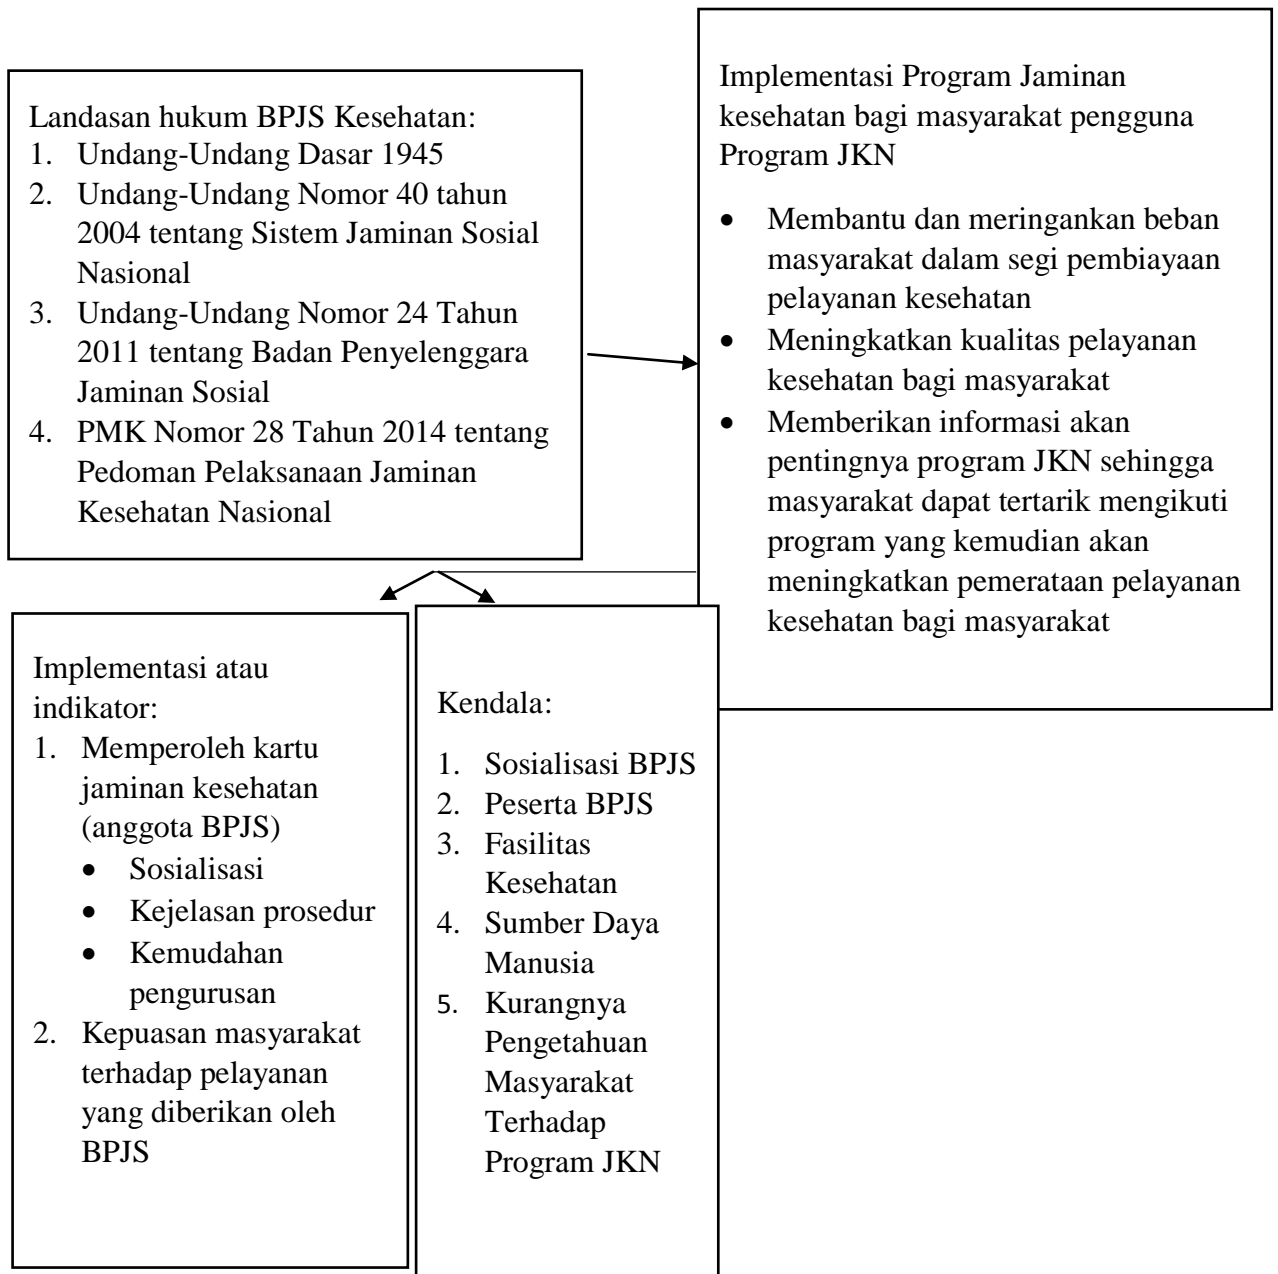 Landasan hukum BPJS Kesehatan:
1. Undang-Undang Dasar 1945
2. Undang-Undang Nomor 40 tahun
2004 tentang Sistem Jaminan Sosial
Nasional
3. Undang-Undang Nomor 24 Tahun
2011 tentang Badan Penyelenggara
Jaminan Sosial
4. PMK Nomor 28 Tahun 2014 tentang
Pedoman Pelaksanaan Jaminan
Kesehatan Nasional
Implementasi Program Jaminan
kesehatan bagi masyarakat pengguna
Program JKN
• Membantu dan meringankan beban
masyarakat dalam segi pembiayaan
pelayanan kesehatan
• Meningkatkan kualitas pelayanan
kesehatan bagi masyarakat
• Memberikan informasi akan
pentingnya program JKN sehingga
masyarakat dapat tertarik mengikuti
program yang kemudian akan
meningkatkan pemerataan pelayanan
kesehatan bagi masyarakat
Implementasi atau
indikator:
1. Memperoleh kartu
jaminan kesehatan
(anggota BPJS)
• Sosialisasi
• Kejelasan prosedur
• Kemudahan
pengurusan
2. Kepuasan masyarakat
terhadap pelayanan
yang diberikan oleh
BPJS
Kendala:
1. Sosialisasi BPJS
2. Peserta BPJS
3. Fasilitas
Kesehatan
4. Sumber Daya
Manusia
5. Kurangnya
Pengetahuan
Masyarakat
Terhadap
Program JKN